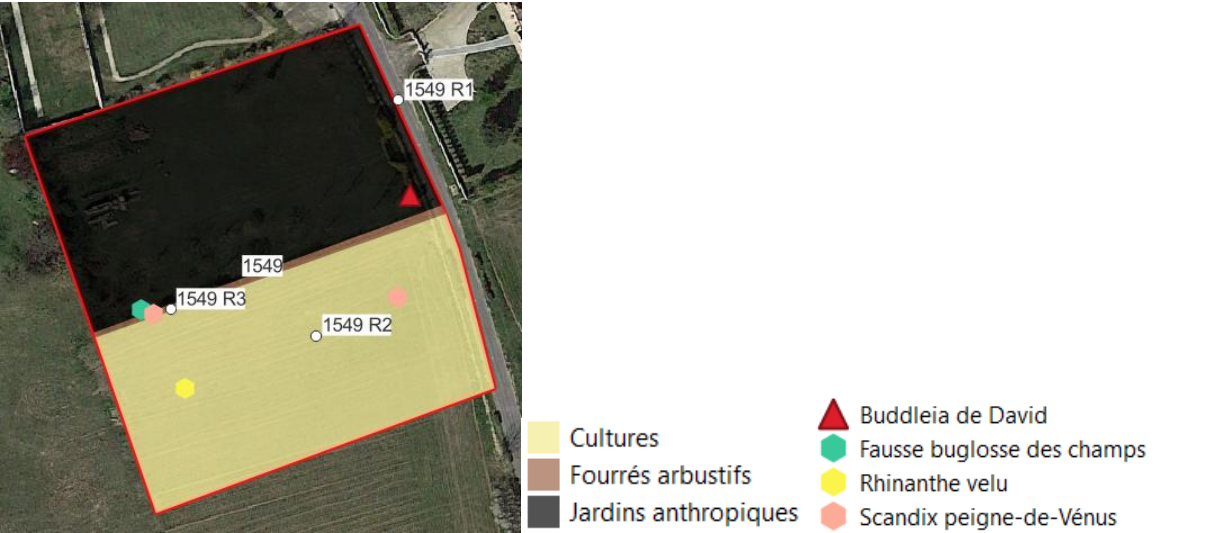 1549 R1
1549
1549 R3
1549 R2
Cultures
Fourrés arbustifs
Jardins anthropiques
Buddleia de David
Fausse buglosse des champs
Rhinanthe velu
Scandix peigne-de-Vénus